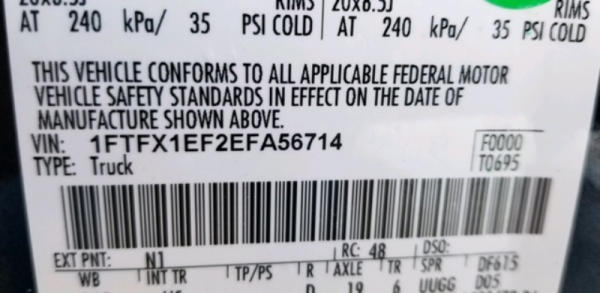 20X8.5J RIMS 20X8.5J RIMS
AT 240 kPa/ 35 PSI COLD AT 240 kPa/ 35 PSI COLD
THIS VEHICLE CONFORMS TO ALL APPLICABLE FEDERAL MOTOR
VEHICLE SAFETY STANDARDS IN EFFECT ON THE DATE OF
MANUFACTURE SHOWN ABOVE.
VIN: 1FTFX1EF2EFA56714 F0000
TYPE: Truck T0695
EXT PNT: N1 RC: 48 DSO:
WB INT TR TP/PS R AXLE TR SPR DF615
19 6 UUGG D05